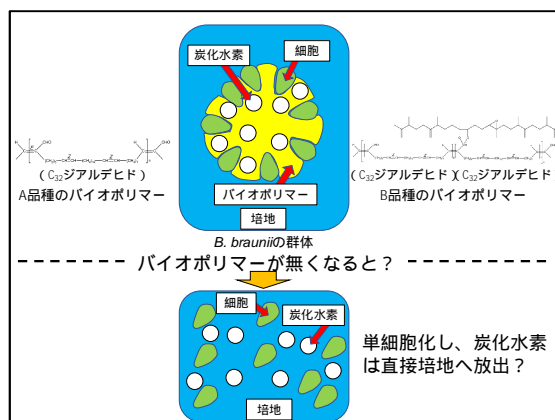 炭化水素
細胞
(C₃₂ジアルデヒド)
A品種のバイオポリマー
バイオポリマー
培地
(C₃₂ジアルデヒド)(C₃₂ジアルデヒド)
B品種のバイオポリマー
B. brauniiの群体
バイオポリマーが無くなると?
細胞
炭化水素
単細胞化し、炭化水素
は直接培地へ放出?
培地